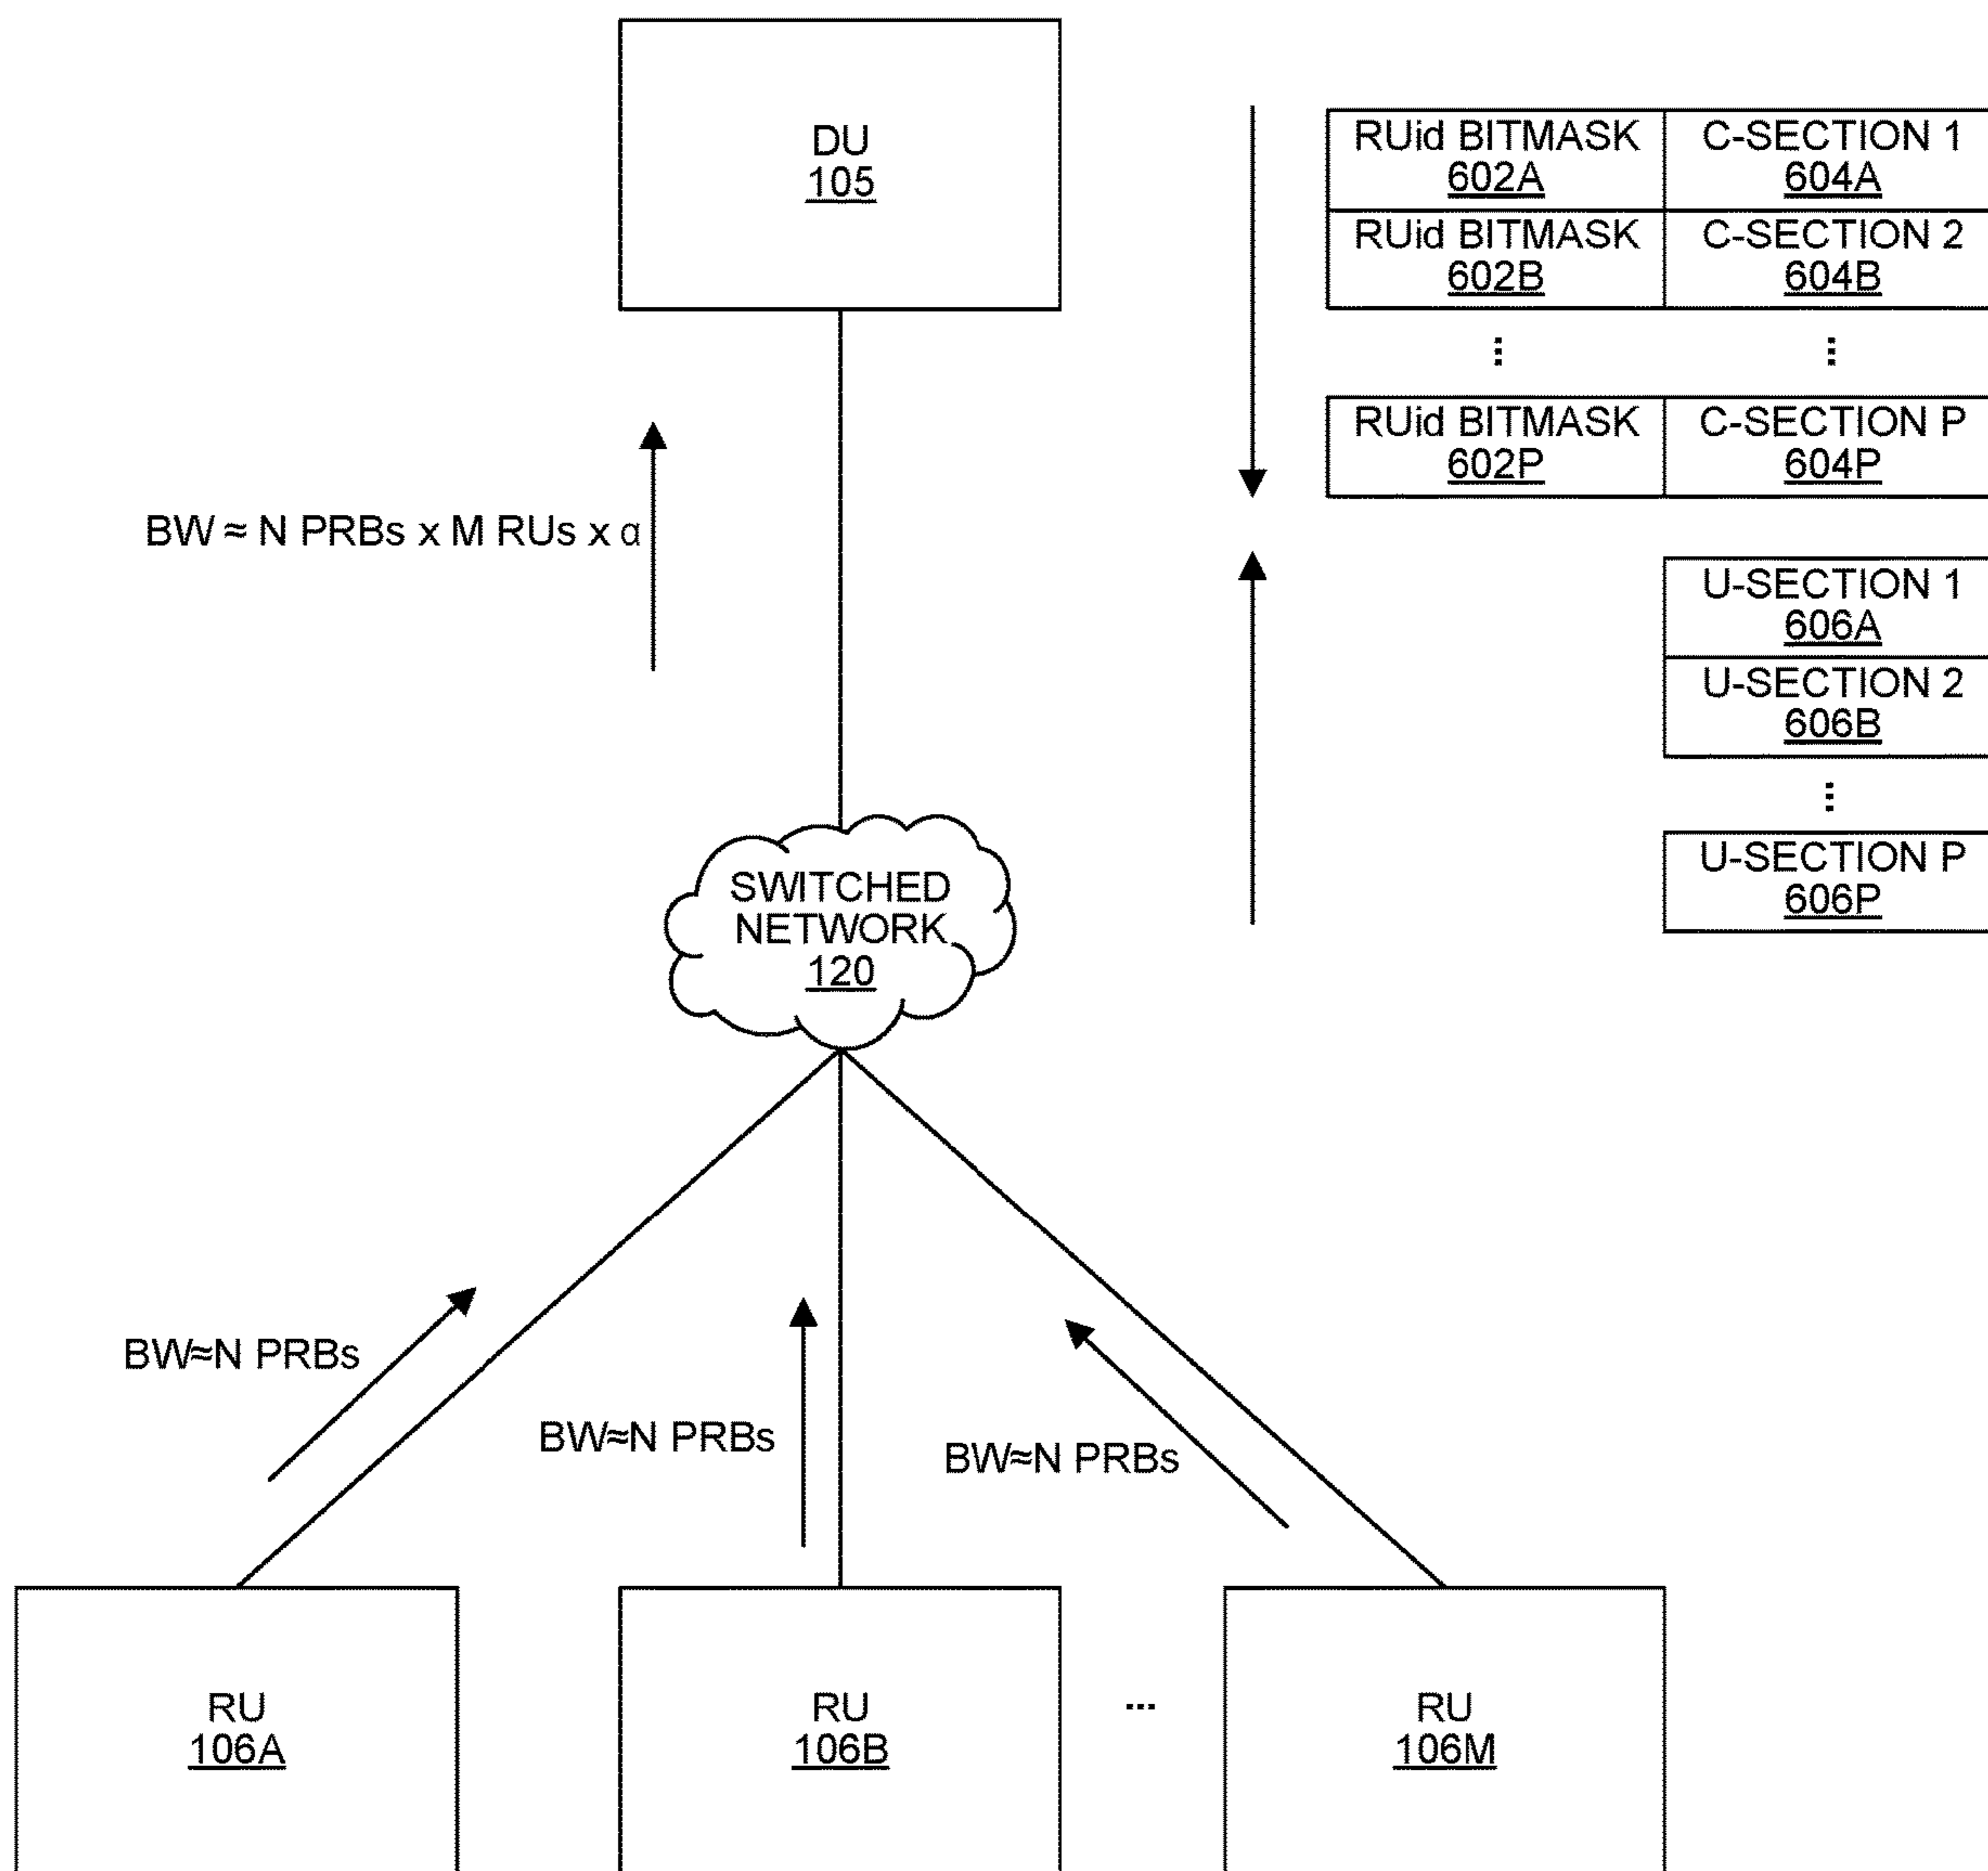 DU
105
RUid BITMASK
602A
C-SECTION 1
604A
RUid BITMASK
602B
C-SECTION 2
604B
⋮
⋮
RUid BITMASK
602P
C-SECTION P
604P
BW ≈ N PRBs x M RUs x α
U-SECTION 1
606A
U-SECTION 2
606B
⋮
U-SECTION P
606P
SWITCHED
NETWORK
120
BW≈N PRBs
BW≈N PRBs
BW≈N PRBs
RU
106A
RU
106B
...
RU
106M